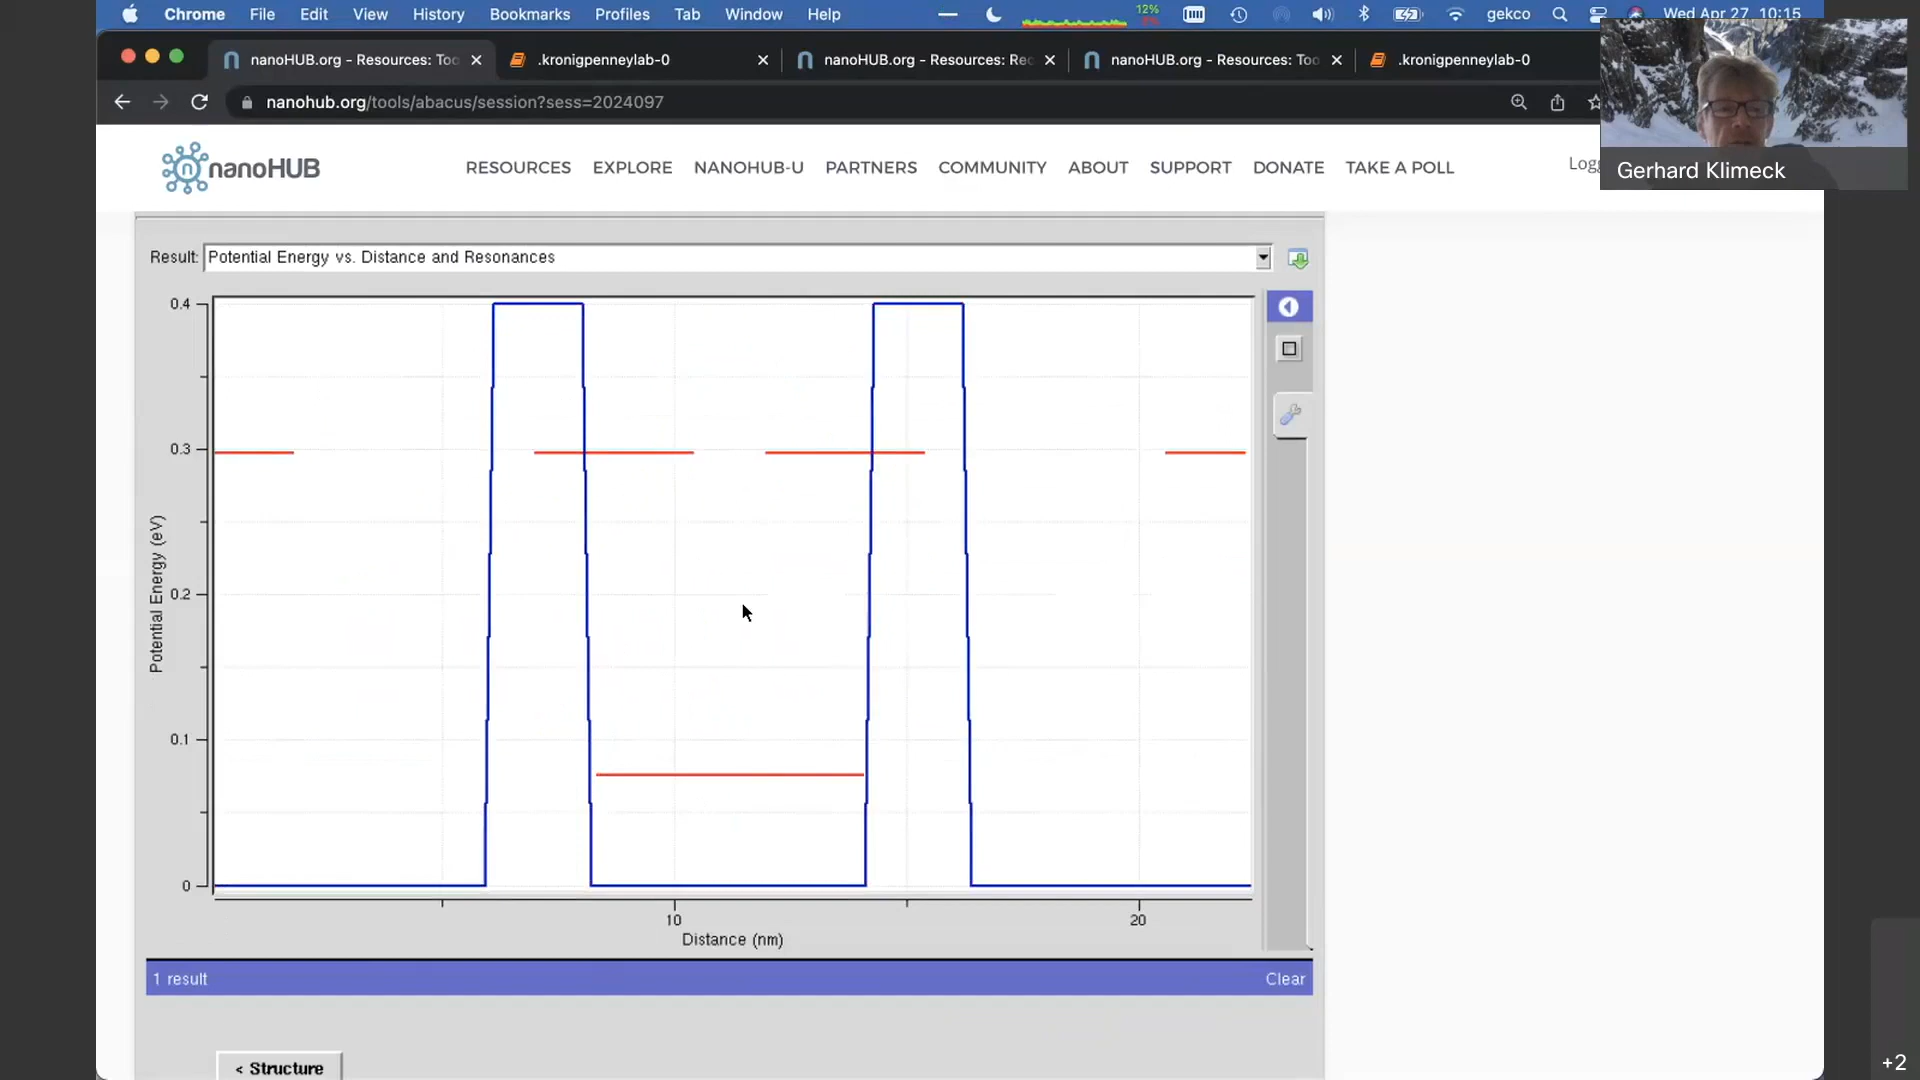 Chrome File Edit View History Bookmarks Profiles Tab Window Help 12% gekco Wed Apr 27, 10:15
nanoHUB.org - Resources: Too .kronigpenneylab-0 nanoHUB.org - Resources: Rec nanoHUB.org - Resources: Too .kronigpenneylab-0
nanohub.org/tools/abacus/session?sess=2024097
nanoHUB RESOURCES EXPLORE NANOHUB-U PARTNERS COMMUNITY ABOUT SUPPORT DONATE TAKE A POLL Logg
Gerhard Klimeck
Result: Potential Energy vs. Distance and Resonances
0.4
0.3
0.2
0.1
0
Potential Energy (eV)
10 20
Distance (nm)
1 result Clear
< Structure
+2